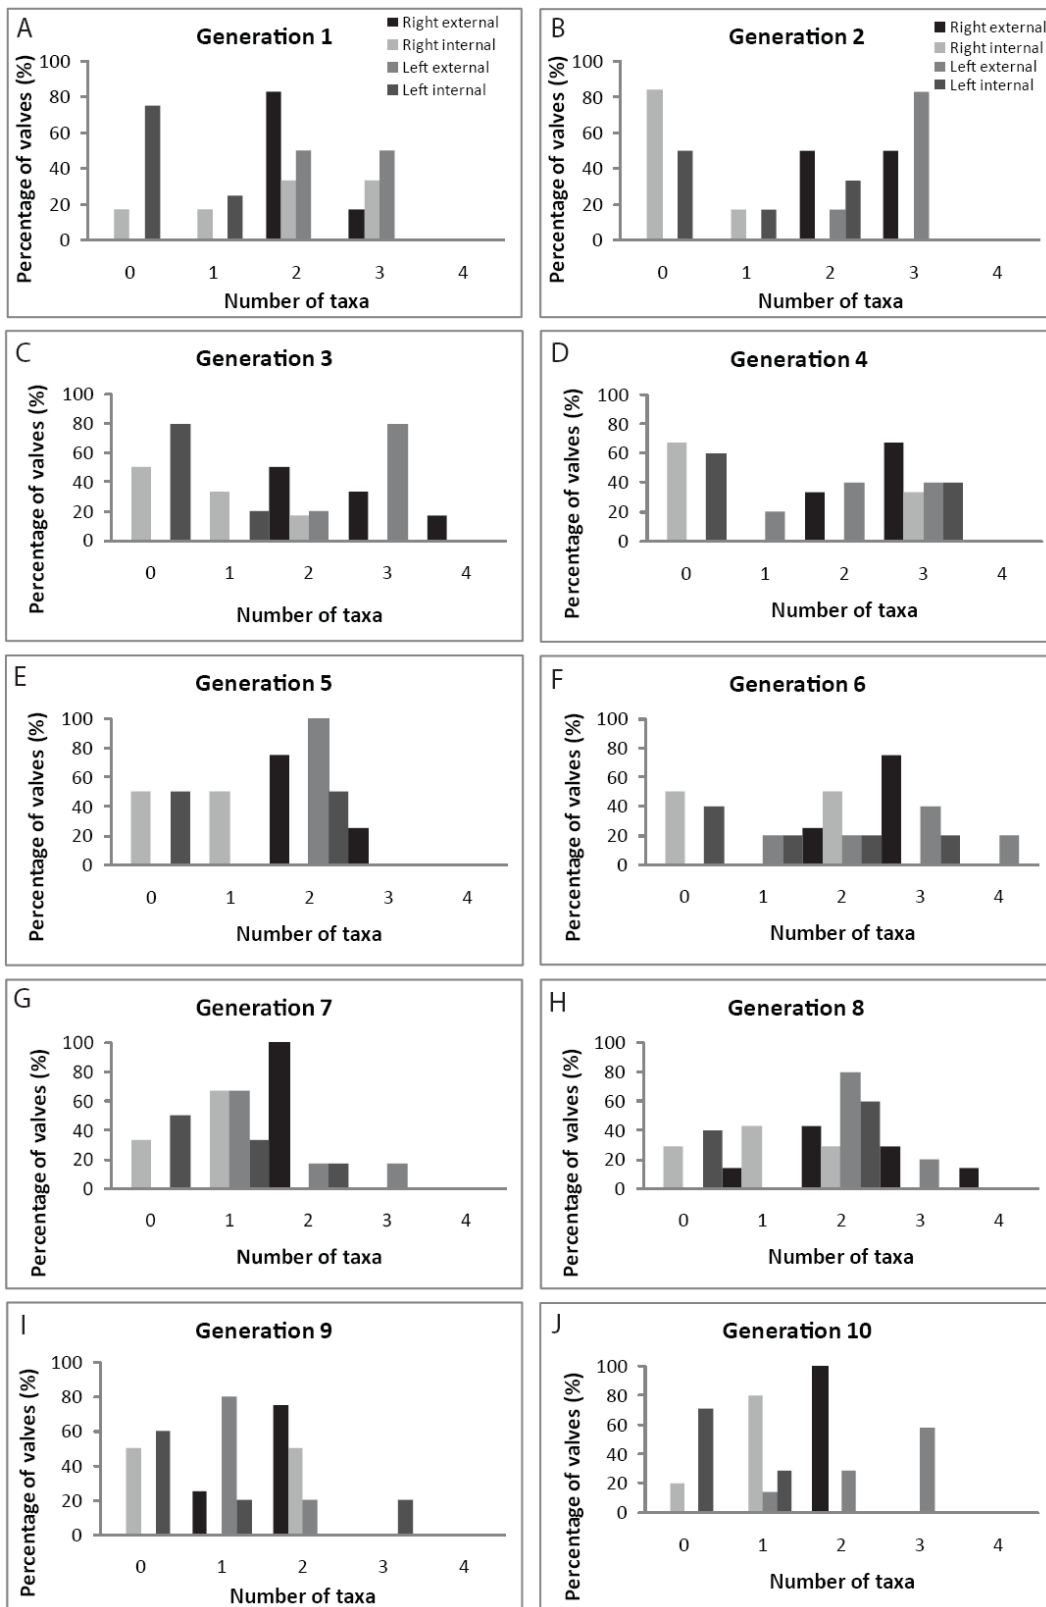 A
Generation 1
Right external
Right internal
Left external
Left internal
Percentage of valves (%)
100
80
60
40
20
0
0 1 2 3 4
Number of taxa
B
Generation 2
Right external
Right internal
Left external
Left internal
Percentage of valves (%)
100
80
60
40
20
0
0 1 2 3 4
Number of taxa
C
Generation 3
Percentage of valves (%)
100
80
60
40
20
0
0 1 2 3 4
Number of taxa
D
Generation 4
Percentage of valves (%)
100
80
60
40
20
0
0 1 2 3 4
Number of taxa
E
Generation 5
Percentage of valves (%)
100
80
60
40
20
0
0 1 2 3 4
Number of taxa
F
Generation 6
Percentage of valves (%)
100
80
60
40
20
0
0 1 2 3 4
Number of taxa
G
Generation 7
Percentage of valves (%)
100
80
60
40
20
0
0 1 2 3 4
Number of taxa
H
Generation 8
Percentage of valves (%)
100
80
60
40
20
0
0 1 2 3 4
Number of taxa
I
Generation 9
Percentage of valves (%)
100
80
60
40
20
0
0 1 2 3 4
Number of taxa
J
Generation 10
Percentage of valves (%)
100
80
60
40
20
0
0 1 2 3 4
Number of taxa